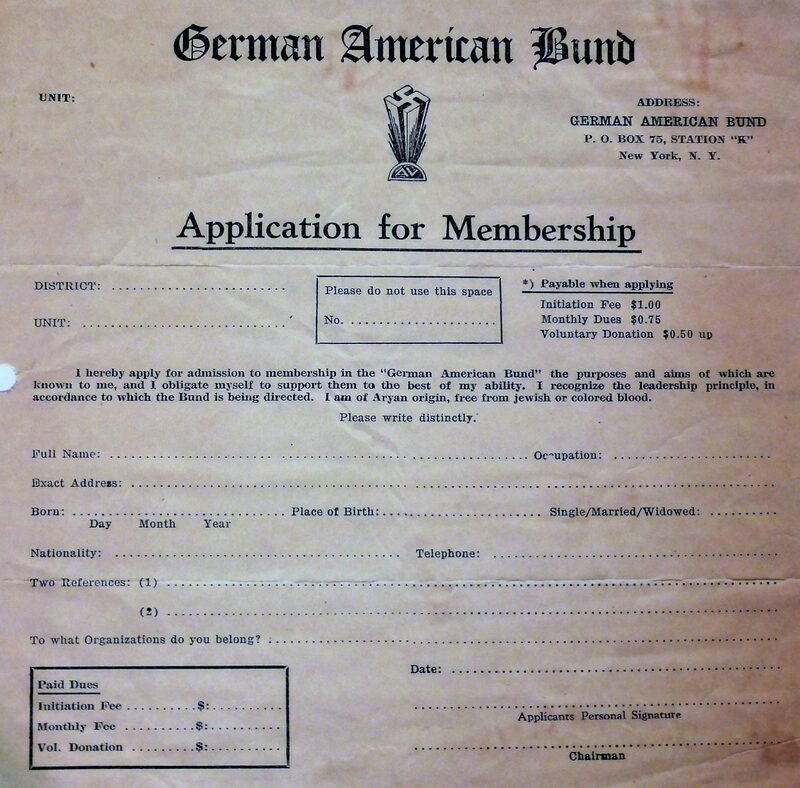 German American Bund
UNIT:
ADDRESS:
GERMAN AMERICAN BUND
P. O. BOX 75, STATION "K"
New York, N. Y.
AV
Application for Membership
DISTRICT: ..........................
UNIT: ..............................
Please do not use this space
No. ......................
*) Payable when applying
Initiation Fee $1.00
Monthly Dues $0.75
Voluntary Donation $0.50 up
I hereby apply for admission to membership in the "German American Bund" the purposes and aims of which are
known to me, and I obligate myself to support them to the best of my ability. I recognize the leadership principle, in
accordance to which the Bund is being directed. I am of Aryan origin, free from jewish or colored blood.
Please write distinctly.
Full Name: .................................................. Occupation: ....................
Exact Address: ..........................................................................
Born: ........................ Place of Birth: ...................... Single/Married/Widowed: ..........
Day Month Year
Nationality: ........................................ Telephone: ...................................
Two References: (1) ....................................................................
(2) ....................................................................
To what Organizations do you belong? ....................................................
Paid Dues
Initiation Fee ..........$:..........
Monthly Fee ..........$:..........
Vol. Donation ..........$:..........
Date: ........................................
........................................
Applicants Personal Signature
........................................
Chairman